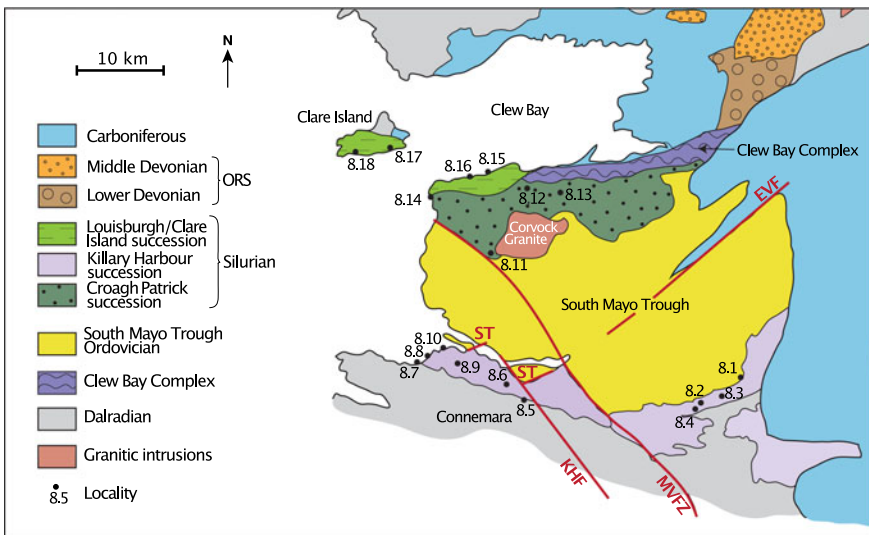 10 km
N
Carboniferous
Middle Devonian
Lower Devonian
ORS
Louisburgh/Clare
Island succession
Killary Harbour
succession
Croagh Patrick
succession
Silurian
South Mayo Trough
Ordovician
Clew Bay Complex
Dalradian
Granitic intrusions
8.5
Locality
Clare Island
Clew Bay
Clew Bay Complex
8.18
8.17
8.16
8.15
8.14
8.12
8.13
Corvock
Granite
8.11
EVF
South Mayo Trough
ST
8.10
8.8
8.7
8.9
8.6
ST
8.5
8.1
8.2
8.3
8.4
Connemara
KHF
MVFZ